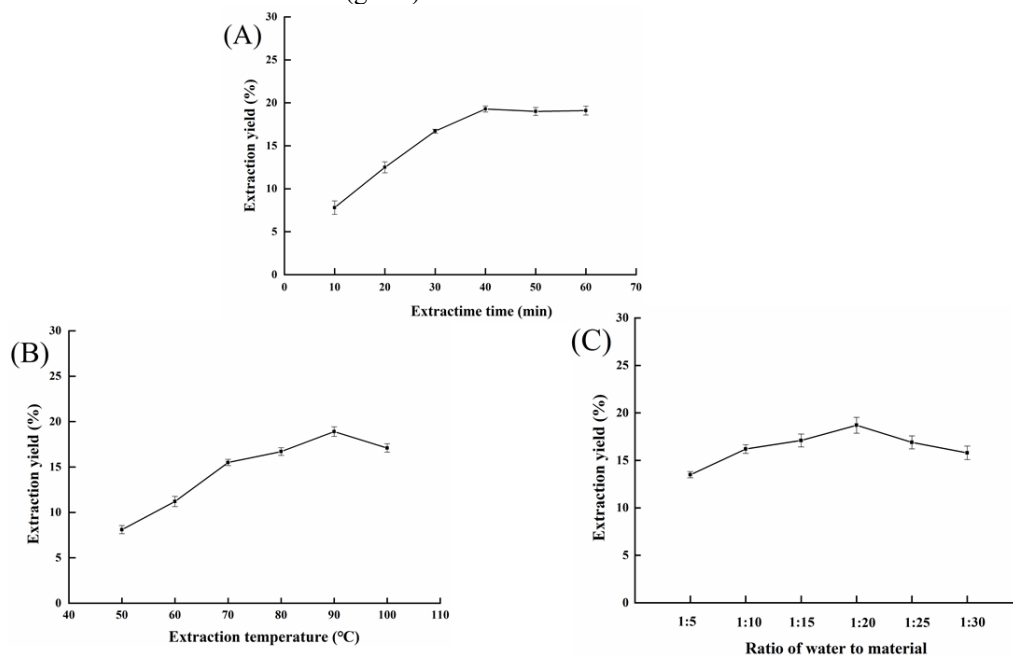 (A)
30
25
20
15
10
5
0
Extraction yield (%)
0 10 20 30 40 50 60 70
Extractime time (min)
(B)
30
25
20
15
10
5
0
Extraction yield (%)
40 50 60 70 80 90 100 110
Extraction temperature (°C)
(C)
30
25
20
15
10
5
0
Extraction yield (%)
1:5 1:10 1:15 1:20 1:25 1:30
Ratio of water to material